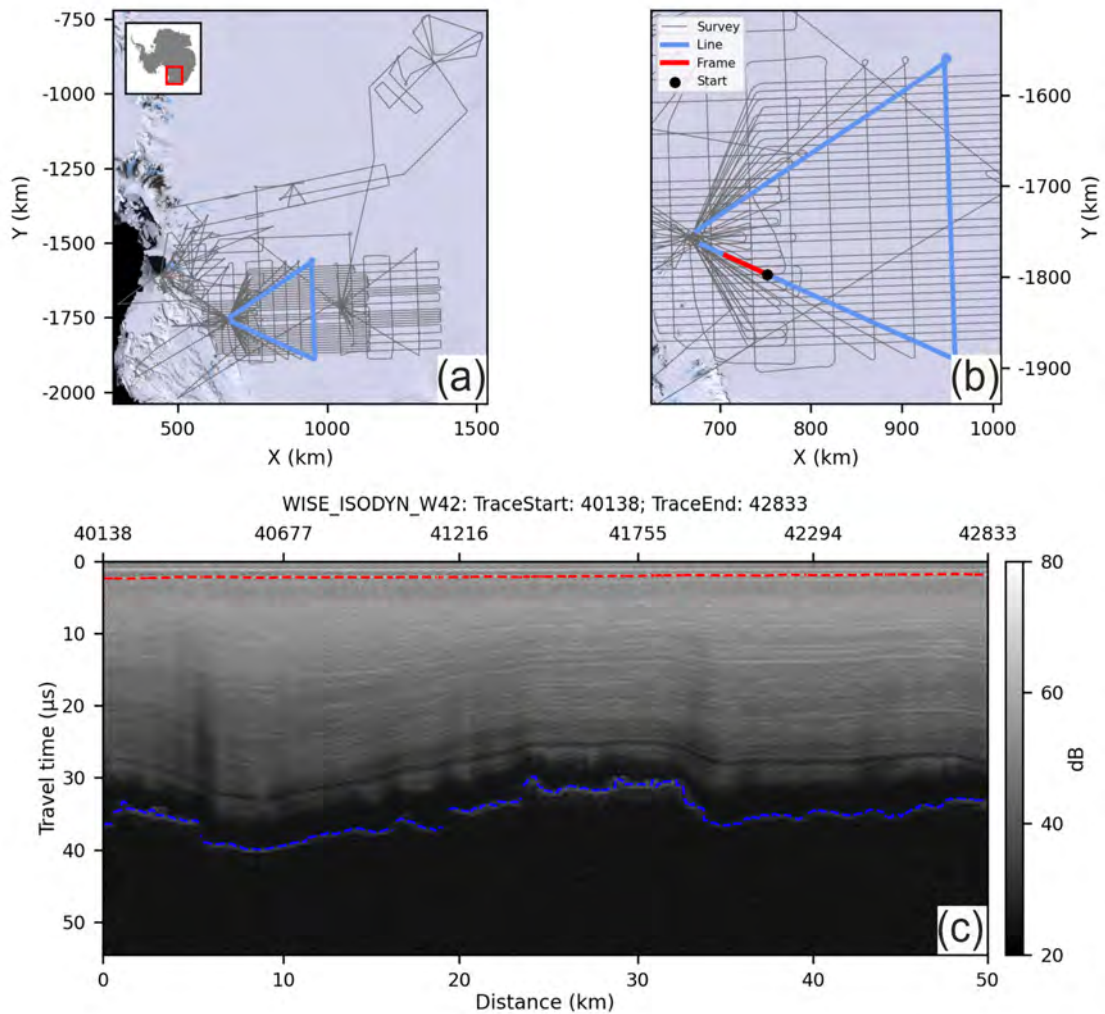 -750
-1000
-1250
-1500
-1750
-2000
Y (km)
500
1000
1500
X (km)
(a)
Survey
Line
Frame
Start
-1600
-1700
-1800
-1900
Y (km)
700
800
900
1000
X (km)
(b)
WISE_ISODYN_W42: TraceStart: 40138; TraceEnd: 42833
40138
40677
41216
41755
42294
42833
0
10
20
30
40
50
Travel time (μs)
0
10
20
30
40
50
Distance (km)
(c)
80
60
40
20
dB